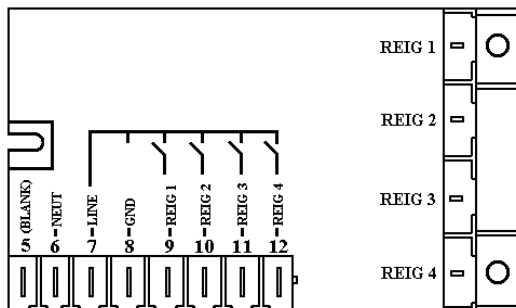 REIG 1
REIG 2
REIG 3
REIG 4
5 (BLANK)
6 – NEUT
7 – LINE
8 – GND
9 – REIG 1
10 – REIG 2
11 – REIG 3
12 – REIG 4